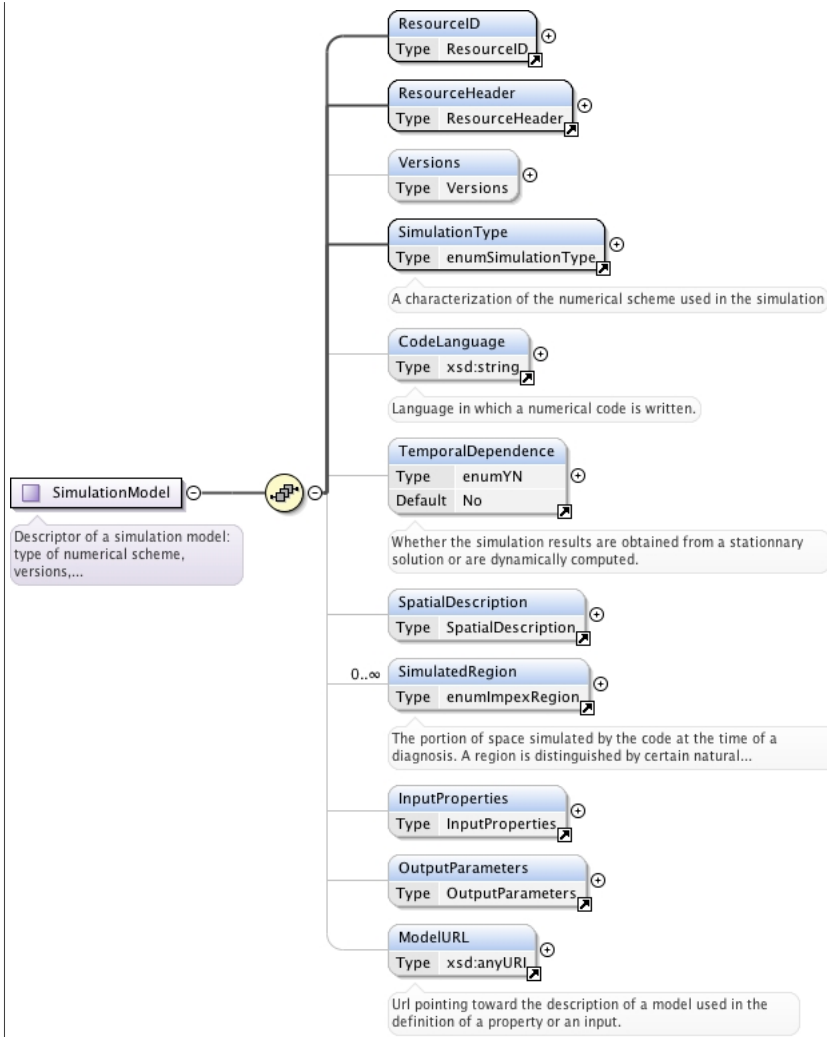 ResourceID
Type ResourceID
ResourceHeader
Type ResourceHeader
Versions
Type Versions
SimulationType
Type enumSimulationType
A characterization of the numerical scheme used in the simulation
CodeLanguage
Type xsd:string
Language in which a numerical code is written.
TemporalDependence
Type enumYN
Default No
Whether the simulation results are obtained from a stationnary
solution or are dynamically computed.
SimulationModel
Descriptor of a simulation model:
type of numerical scheme,
versions,...
SpatialDescription
Type SpatialDescription
0..∞
SimulatedRegion
Type enumImpexRegion
The portion of space simulated by the code at the time of a
diagnosis. A region is distinguished by certain natural...
InputProperties
Type InputProperties
OutputParameters
Type OutputParameters
ModelURL
Type xsd:anyURI
Url pointing toward the description of a model used in the
definition of a property or an input.